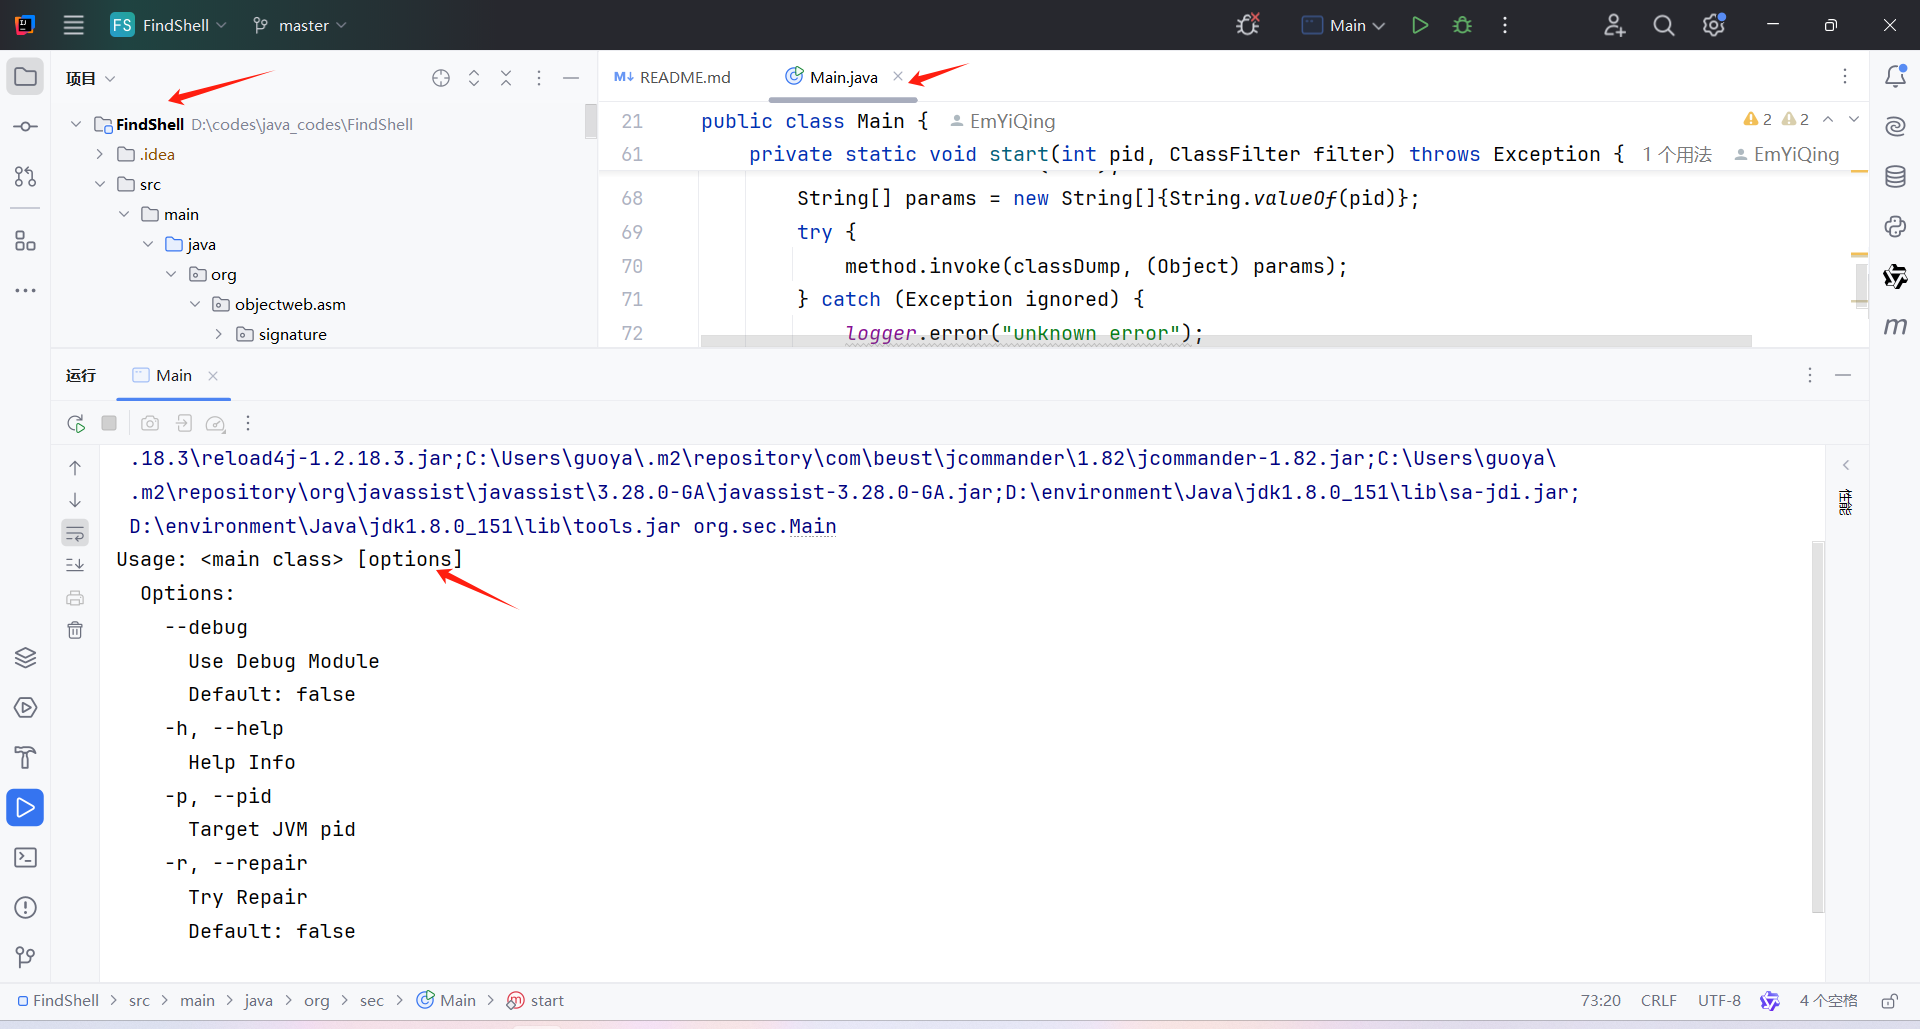 FS FindShell master Main
项目
FindShell D:\codes\java_codes\FindShell
.idea
src
main
java
org
objectweb.asm
signature
M↓ README.md Main.java
21 public class Main { EmYiQing 2 2
61 private static void start(int pid, ClassFilter filter) throws Exception { 1 个用法 EmYiQing
68 String[] params = new String[]{String.valueOf(pid)};
69 try {
70 method.invoke(classDump, (Object) params);
71 } catch (Exception ignored) {
72 logger.error("unknown error");
运行 Main
.18.3\reload4j-1.2.18.3.jar;C:\Users\guoya\.m2\repository\com\beust\jcommander\1.82\jcommander-1.82.jar;C:\Users\guoya\
.m2\repository\org\javassist\javassist\3.28.0-GA\javassist-3.28.0-GA.jar;D:\environment\Java\jdk1.8.0_151\lib\sa-jdi.jar;
D:\environment\Java\jdk1.8.0_151\lib\tools.jar org.sec.Main
Usage: <main class> [options]
Options:
--debug
Use Debug Module
Default: false
-h, --help
Help Info
-p, --pid
Target JVM pid
-r, --repair
Try Repair
Default: false
性能
FindShell > src > main > java > org > sec > Main > start 73:20 CRLF UTF-8 4 个空格